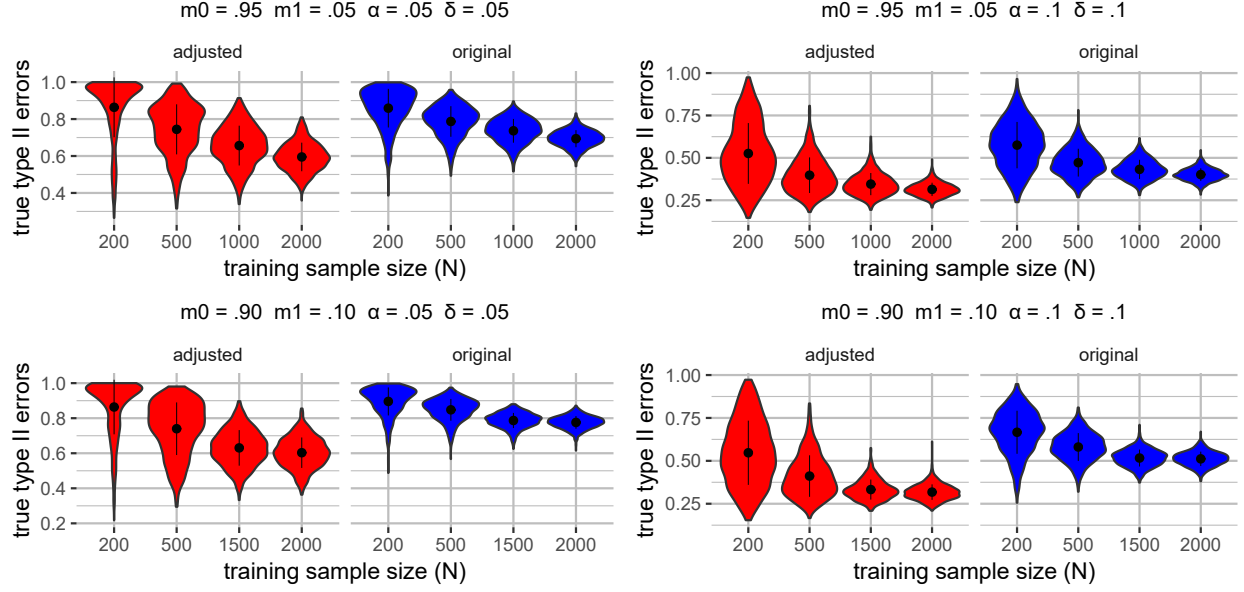 m0 = .95 m1 = .05 α = .05 δ = .05
adjusted original
true type II errors
1.0
0.8
0.6
0.4
200 500 1000 2000 200 500 1000 2000
training sample size (N)
m0 = .95 m1 = .05 α = .1 δ = .1
adjusted original
true type II errors
1.00
0.75
0.50
0.25
200 500 1000 2000 200 500 1000 2000
training sample size (N)
m0 = .90 m1 = .10 α = .05 δ = .05
adjusted original
true type II errors
1.0
0.8
0.6
0.4
0.2
200 500 1500 2000 200 500 1500 2000
training sample size (N)
m0 = .90 m1 = .10 α = .1 δ = .1
adjusted original
true type II errors
1.00
0.75
0.50
0.25
200 500 1500 2000 200 500 1500 2000
training sample size (N)